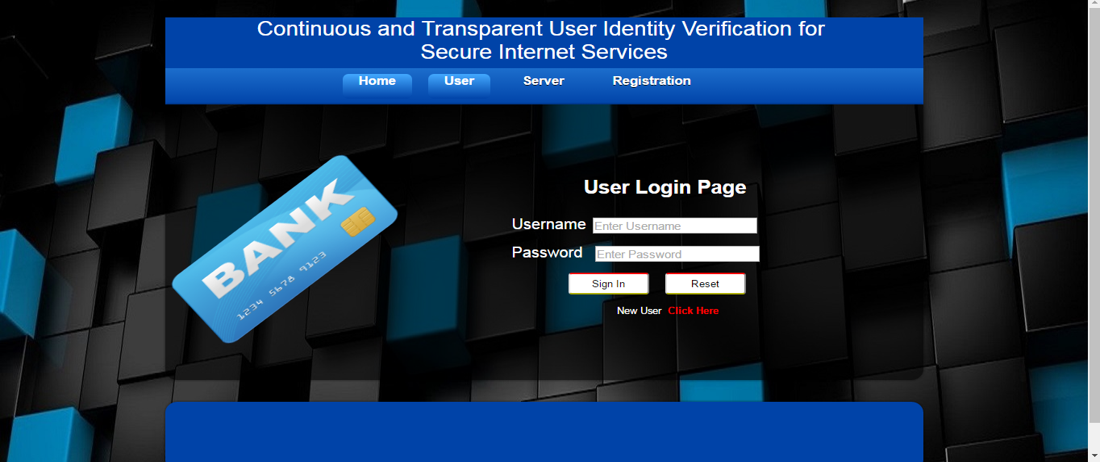 Continuous and Transparent User Identity Verification for
Secure Internet Services
Home User Server Registration
BANK
1234 5678 9123
User Login Page
Username Enter Username
Password Enter Password
Sign In Reset
New User Click Here